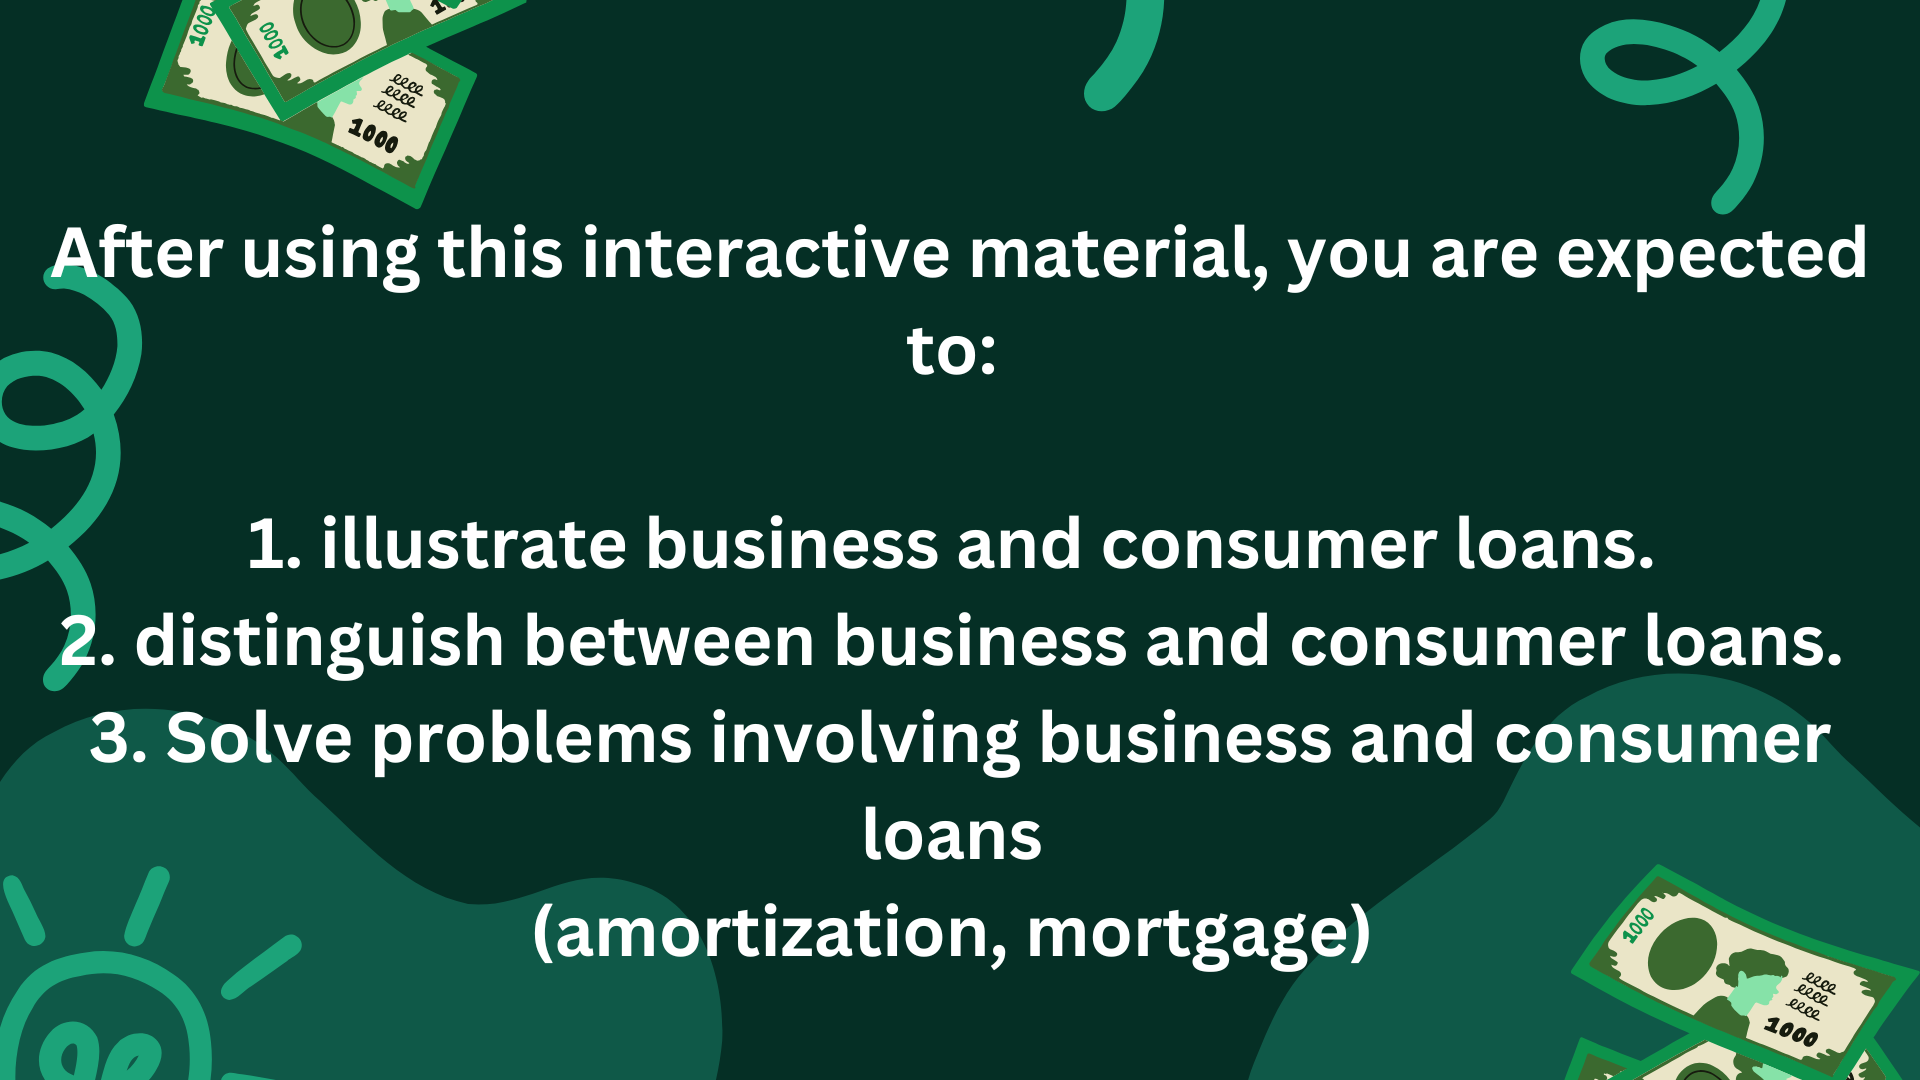 1000
1000
1000
After using this interactive material, you are expected
to:
1. illustrate business and consumer loans.
2. distinguish between business and consumer loans.
3. Solve problems involving business and consumer
loans
(amortization, mortgage)
1000
1000